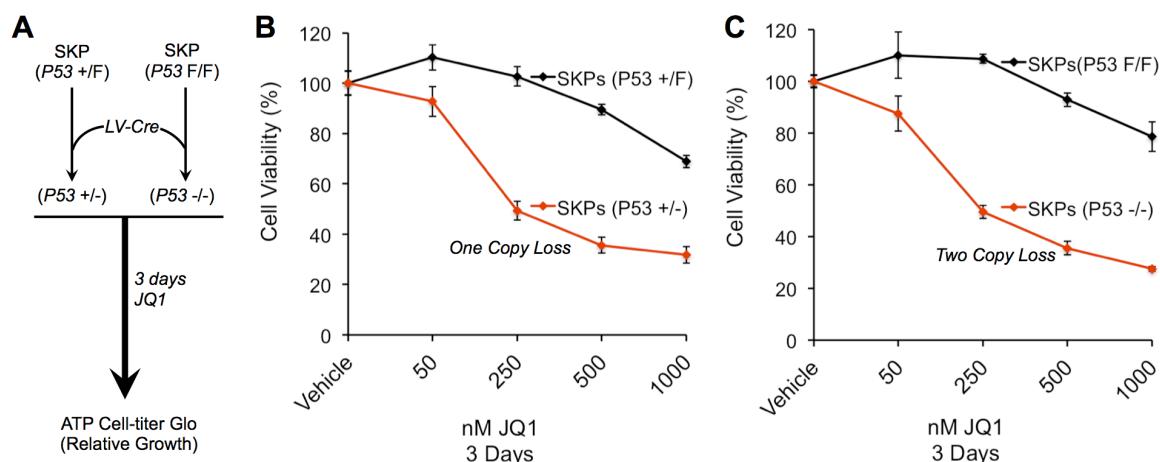 A
SKP
(P53 +/F)
SKP
(P53 F/F)
LV-Cre
(P53 +/-)
(P53 -/-)
3 days
JQ1
ATP Cell-titer Glo
(Relative Growth)
B
Cell Viability (%)
120
100
80
60
40
20
0
SKPs (P53 +/F)
SKPs (P53 +/-)
One Copy Loss
Vehicle
50
250
500
1000
nM JQ1
3 Days
C
Cell Viability (%)
120
100
80
60
40
20
0
SKPs(P53 F/F)
SKPs (P53 -/-)
Two Copy Loss
Vehicle
50
250
500
1000
nM JQ1
3 Days